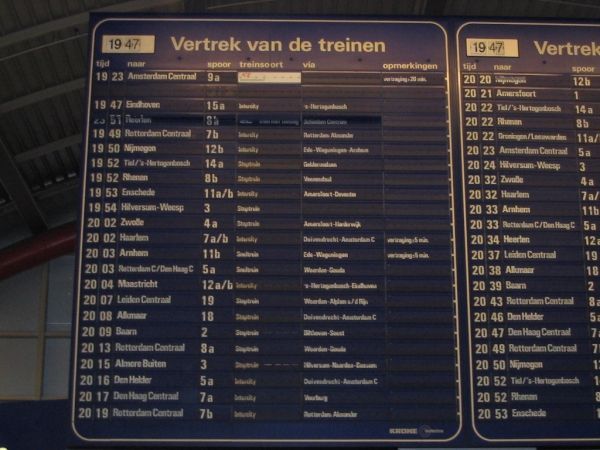 19 47 Vertrek van de treinen
tijd naar spoor treinsoort via opmerkingen
19 23 Amsterdam Centraal 9a vertraging ± 20 min.
19 47 Eindhoven 15a Intercity 's-Hertogenbosch
23 51 Haarlem 8a Schiedam Centrum
19 49 Rotterdam Centraal 7b Intercity Rotterdam Alexander
19 50 Nijmegen 12b Intercity Ede-Wageningen-Arnhem
19 52 Tiel/'s-Hertogenbosch 14a Stoptrein Geldermalsen
19 52 Rhenen 8b Stoptrein Veenendaal
19 53 Enschede 11a/b Intercity Amersfoort-Deventer
19 54 Hilversum-Weesp 3 Stoptrein
20 02 Zwolle 4a Stoptrein Amersfoort-Harderwijk
20 02 Haarlem 7a/b Intercity Duivendrecht-Amsterdam C vertraging ± 5 min.
20 03 Arnhem 11b Sneltrein Ede-Wageningen vertraging ± 5 min.
20 03 Rotterdam C/Den Haag C 5a Sneltrein Woerden-Gouda
20 04 Maastricht 12a/b Intercity 's-Hertogenbosch-Eindhoven
20 07 Leiden Centraal 19 Stoptrein Woerden-Alphen a/d Rijn
20 08 Alkmaar 18 Intercity Duivendrecht-Amsterdam C
20 09 Baarn 2 Stoptrein Bilthoven-Soest
20 13 Rotterdam Centraal 8a Stoptrein Woerden-Gouda
20 15 Almere Buiten 3 Stoptrein Hilversum-Naarden-Bussum
20 16 Den Helder 5a Intercity Duivendrecht-Amsterdam C
20 17 Den Haag Centraal 7a Intercity Voorburg
20 19 Rotterdam Centraal 7b Intercity Rotterdam Alexander
KRONE
19 47 Vertrek
tijd naar spoor
20 20 Nijmegen 12b
20 21 Amersfoort 1
20 22 Tiel/'s-Hertogenbosch 14a
20 22 Rhenen 8b
20 22 Groningen/Leeuwarden 11a/
20 23 Amsterdam Centraal 5a
20 24 Hilversum-Weesp 3
20 32 Zwolle 4a
20 32 Haarlem 7a/
20 33 Arnhem 11b
20 33 Rotterdam C/Den Haag C 5a
20 34 Haarlem 12a
20 37 Leiden Centraal 19
20 38 Alkmaar 18
20 39 Baarn 2
20 43 Rotterdam Centraal 8a
20 46 Den Helder 5a
20 47 Den Haag Centraal 7a
20 49 Rotterdam Centraal 7b
20 50 Nijmegen 12b
20 52 Tiel/'s-Hertogenbosch 14a
20 52 Rhenen 8b
20 53 Enschede 11a